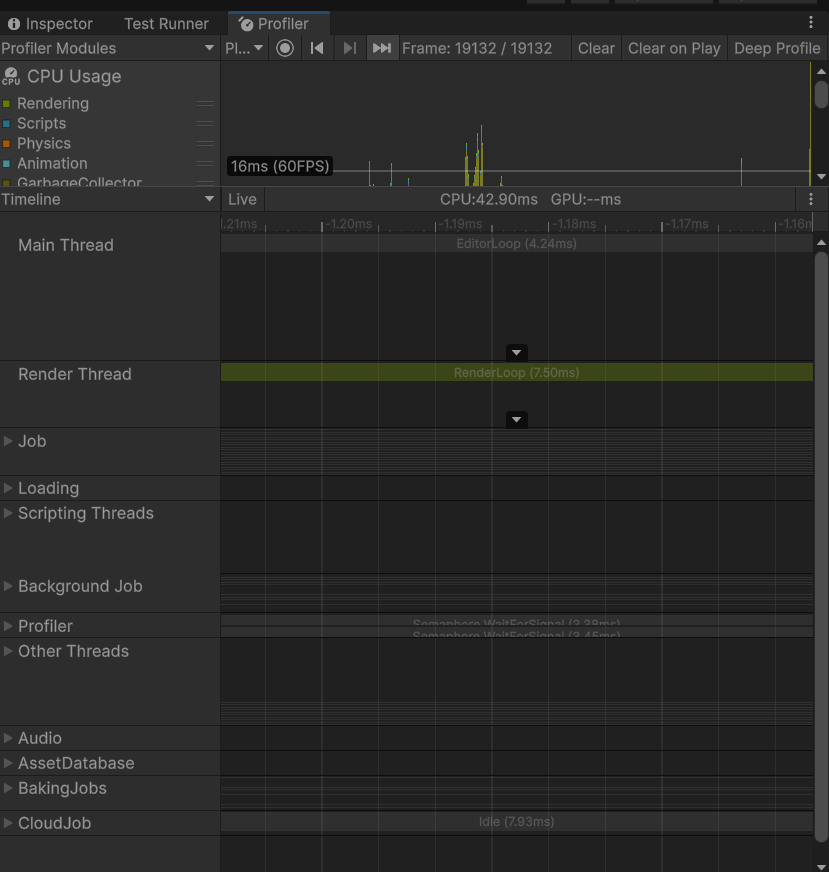 Inspector Test Runner Profiler
Profiler Modules Pl... Frame: 19132 / 19132 Clear Clear on Play Deep Profile
CPU CPU Usage
Rendering
Scripts
Physics
Animation
GarbageCollector
16ms (60FPS)
Timeline Live CPU:42.90ms GPU:--ms
-1.20ms -1.19ms -1.18ms -1.17ms
Main Thread EditorLoop (4.24ms)
Render Thread RenderLoop (7.50ms)
Job
Loading
Scripting Threads
Background Job
Profiler Semaphore.WaitForSignal (3.38ms)
Semaphore.WaitForSignal (3.45ms)
Other Threads
Audio
AssetDatabase
BakingJobs
CloudJob Idle (7.93ms)